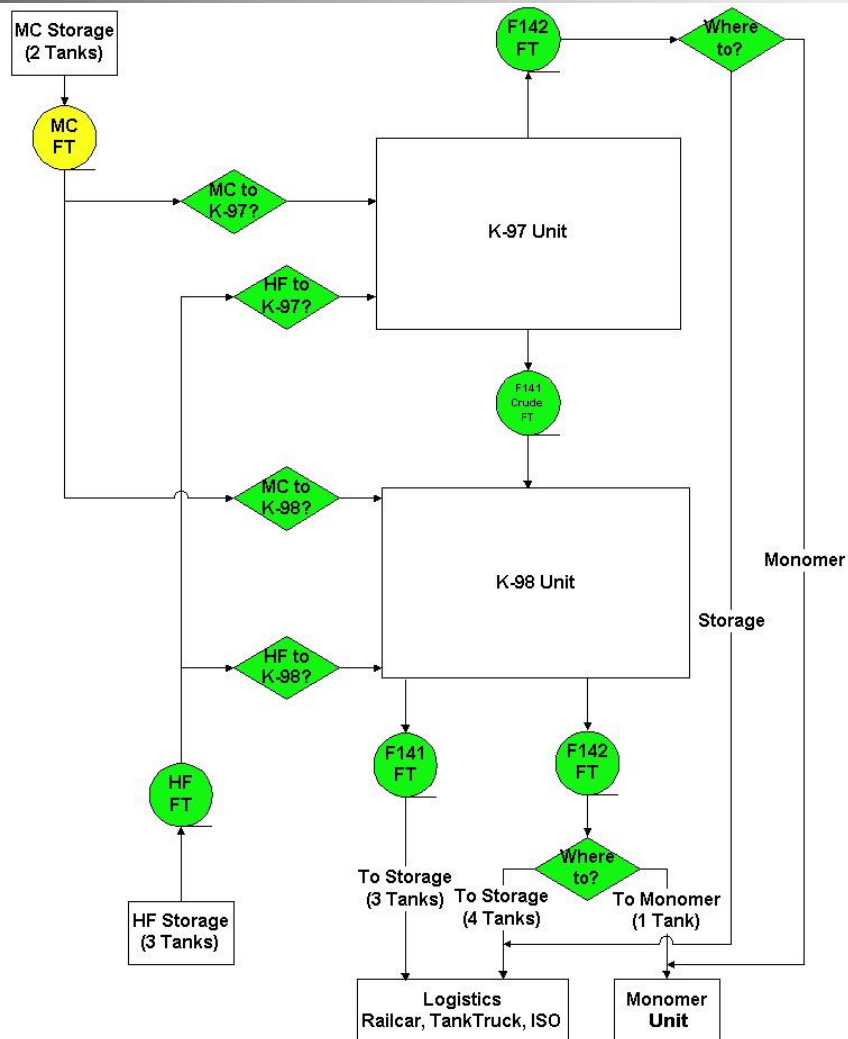 MC Storage
(2 Tanks)
F142
FT
Where
to?
MC
FT
MC to
K-97?
K-97 Unit
HF to
K-97?
F141
Crude
FT
MC to
K-98?
K-98 Unit
Monomer
Storage
HF to
K-98?
F141
FT
F142
FT
HF
FT
Where
to?
To Storage
(3 Tanks)
To Storage
(4 Tanks)
To Monomer
(1 Tank)
HF Storage
(3 Tanks)
Logistics
Railcar, TankTruck, ISO
Monomer
Unit